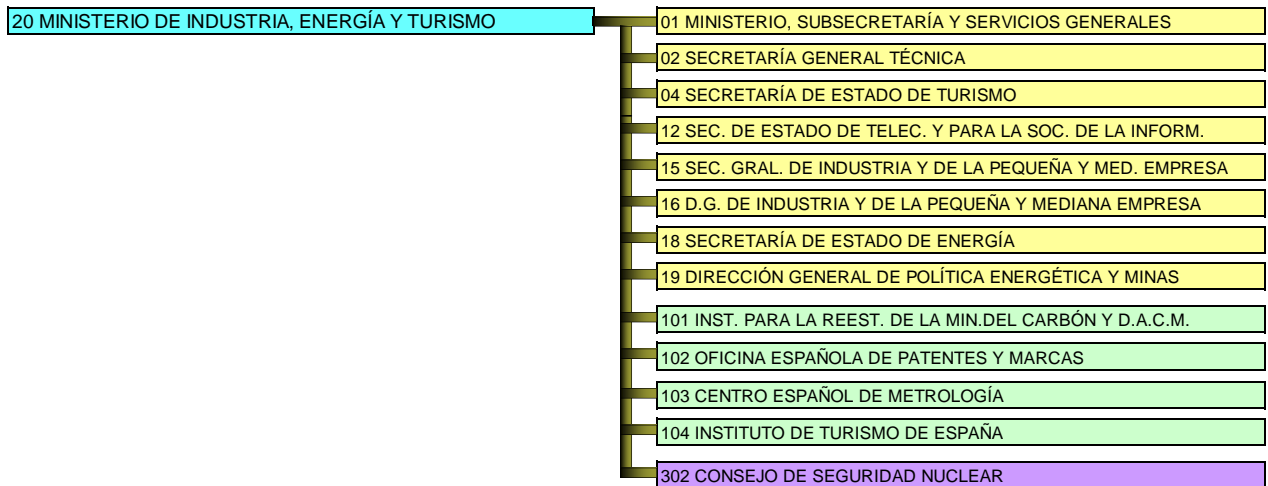 20 MINISTERIO DE INDUSTRIA, ENERGÍA Y TURISMO
01 MINISTERIO, SUBSECRETARÍA Y SERVICIOS GENERALES
02 SECRETARÍA GENERAL TÉCNICA
04 SECRETARÍA DE ESTADO DE TURISMO
12 SEC. DE ESTADO DE TELEC. Y PARA LA SOC. DE LA INFORM.
15 SEC. GRAL. DE INDUSTRIA Y DE LA PEQUEÑA Y MED. EMPRESA
16 D.G. DE INDUSTRIA Y DE LA PEQUEÑA Y MEDIANA EMPRESA
18 SECRETARÍA DE ESTADO DE ENERGÍA
19 DIRECCIÓN GENERAL DE POLÍTICA ENERGÉTICA Y MINAS
101 INST. PARA LA REEST. DE LA MIN.DEL CARBÓN Y D.A.C.M.
102 OFICINA ESPAÑOLA DE PATENTES Y MARCAS
103 CENTRO ESPAÑOL DE METROLOGÍA
104 INSTITUTO DE TURISMO DE ESPAÑA
302 CONSEJO DE SEGURIDAD NUCLEAR